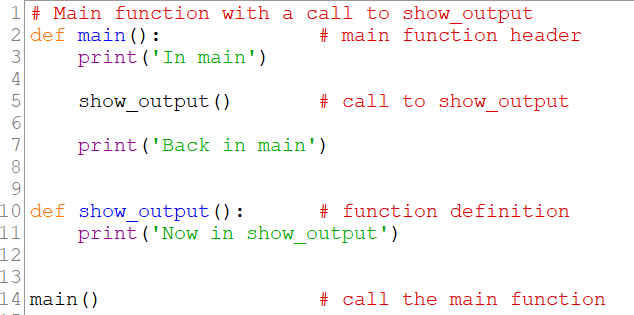 1 # Main function with a call to show_output
2 def main():                # main function header
3     print('In main')
4
5     show_output()        # call to show_output
6
7     print('Back in main')
8
9
10 def show_output():       # function definition
11     print('Now in show_output')
12
13
14 main()                   # call the main function